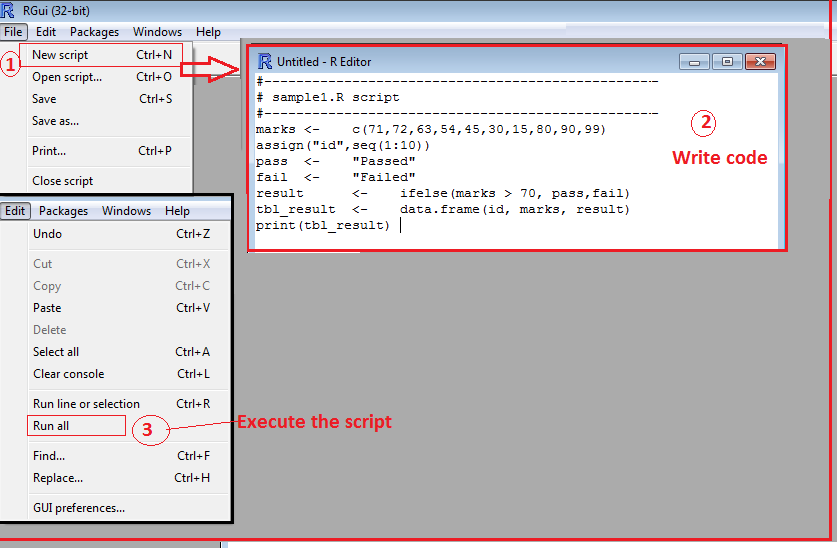 RGui (32-bit)
File Edit Packages Windows Help
1
New script Ctrl+N
Open script... Ctrl+O
Save Ctrl+S
Save as...
Print... Ctrl+P
Close script
Untitled - R Editor
#-------------------------------------------------
# sample1.R script
#-------------------------------------------------
marks <- c(71,72,63,54,45,30,15,80,90,99)
assign("id",seq(1:10))
pass <- "Passed"
fail <- "Failed"
result <- ifelse(marks > 70, pass,fail)
tbl_result <- data.frame(id, marks, result)
print(tbl_result)
2
Write code
Edit Packages Windows Help
Undo Ctrl+Z
Cut Ctrl+X
Copy Ctrl+C
Paste Ctrl+V
Delete
Select all Ctrl+A
Clear console Ctrl+L
Run line or selection Ctrl+R
Run all
3
Execute the script
Find... Ctrl+F
Replace... Ctrl+H
GUI preferences...